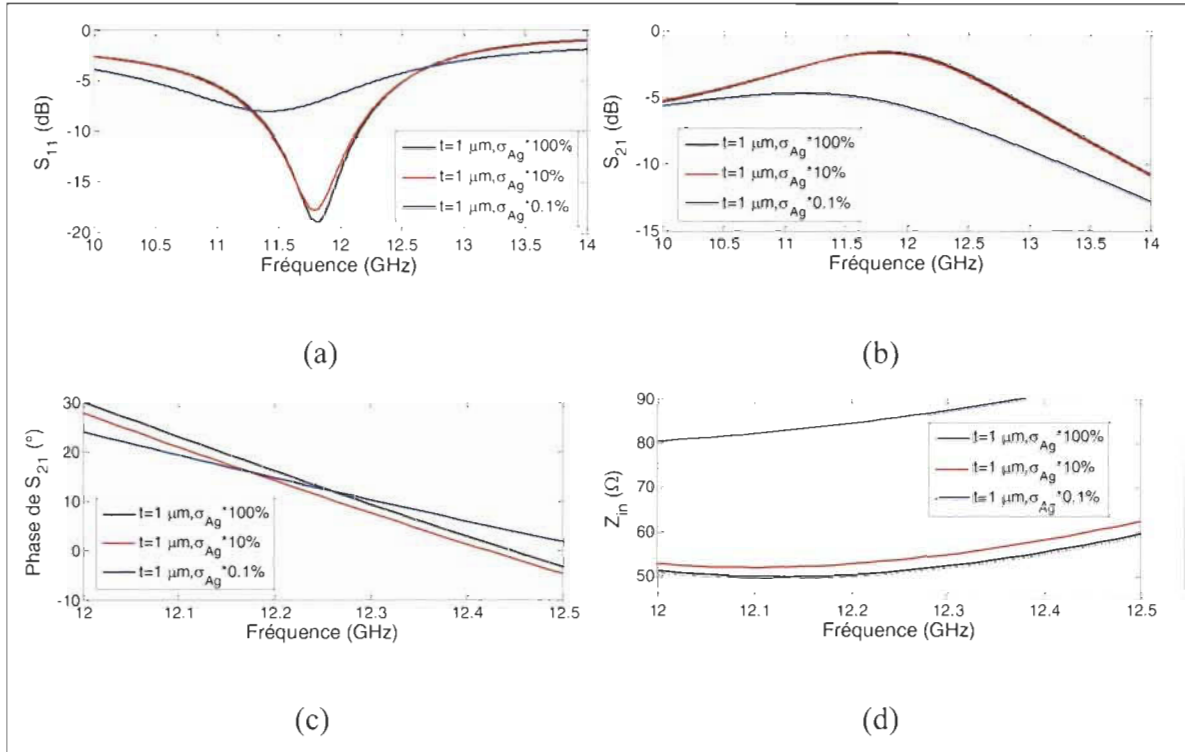 0
-5
-10
-15
-20
S11 (dB)
t=1 μm,σAg*100%
t=1 μm,σAg*10%
t=1 μm,σAg*0.1%
10 10.5 11 11.5 12 12.5 13 13.5 14
Fréquence (GHz)
(a)
0
-5
-10
-15
S21 (dB)
t=1 μm,σAg*100%
t=1 μm,σAg*10%
t=1 μm,σAg*0.1%
10 10.5 11 11.5 12 12.5 13 13.5 14
Fréquence (GHz)
(b)
30
20
10
0
-10
Phase de S21 (°)
t=1 μm,σAg*100%
t=1 μm,σAg*10%
t=1 μm,σAg*0.1%
12 12.1 12.2 12.3 12.4 12.5
Fréquence (GHz)
(c)
90
80
70
60
50
Zin (Ω)
t=1 μm,σAg*100%
t=1 μm,σAg*10%
t=1 μm,σAg*0.1%
12 12.1 12.2 12.3 12.4 12.5
Fréquence (GHz)
(d)